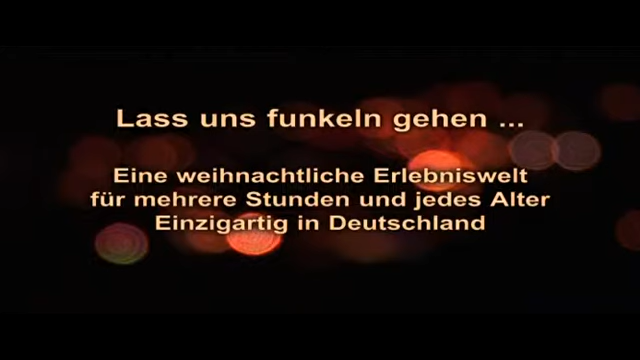 Lass uns funkeln gehen ...
Eine weihnachtliche Erlebniswelt
für mehrere Stunden und jedes Alter
Einzigartig in Deutschland